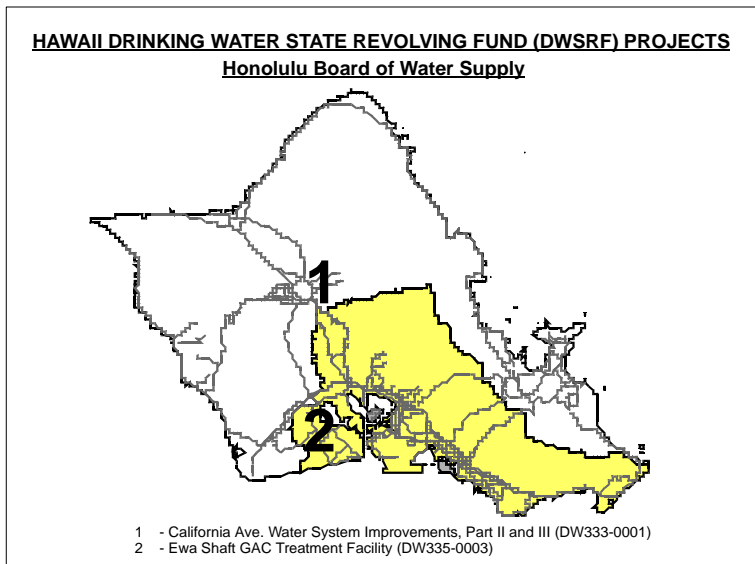 HAWAII DRINKING WATER STATE REVOLVING FUND (DWSRF) PROJECTS
Honolulu Board of Water Supply
1
2
1 - California Ave. Water System Improvements, Part II and III (DW333-0001)
2 - Ewa Shaft GAC Treatment Facility (DW335-0003)